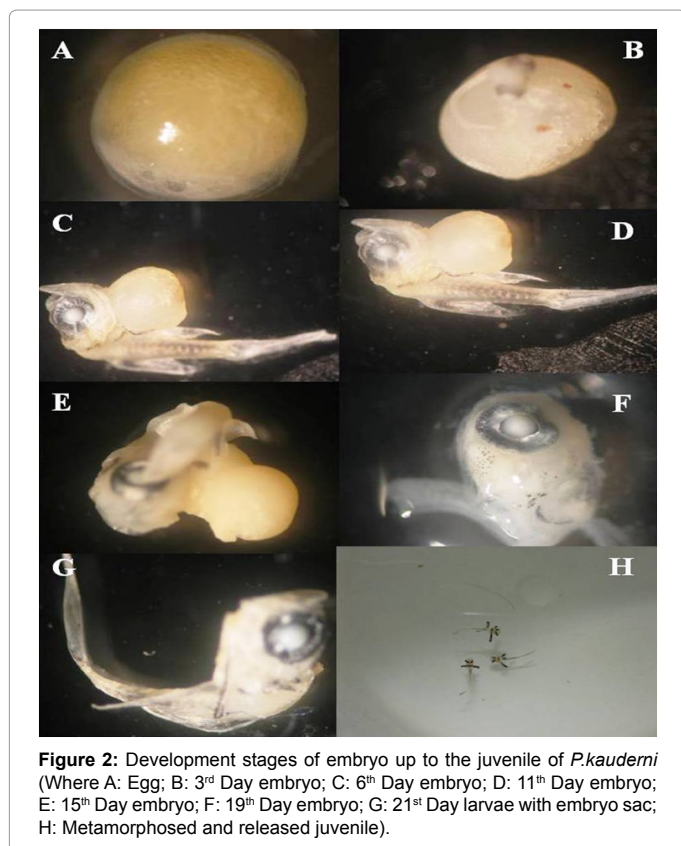 A
B
C
D
E
F
G
H
Figure 2: Development stages of embryo up to the juvenile of P.kauderni
(Where A: Egg; B: 3rd Day embryo; C: 6th Day embryo; D: 11th Day embryo;
E: 15th Day embryo; F: 19th Day embryo; G: 21st Day larvae with embryo sac;
H: Metamorphosed and released juvenile).